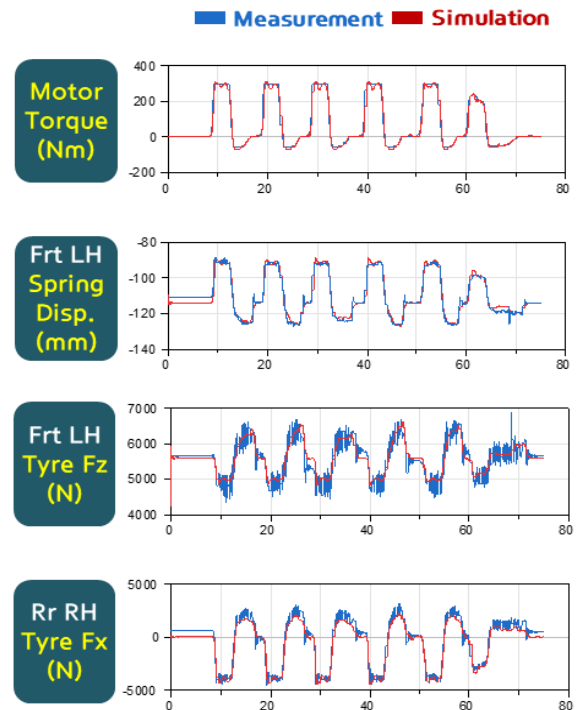 Measurement Simulation
Motor
Torque
(Nm)
400
200
0
-200
0 20 40 60 80
Frt LH
Spring
Disp.
(mm)
-80
-100
-120
-140
0 20 40 60 80
Frt LH
Tyre Fz
(N)
7000
6000
5000
4000
0 20 40 60 80
Rr RH
Tyre Fx
(N)
5000
0
-5000
0 20 40 60 80